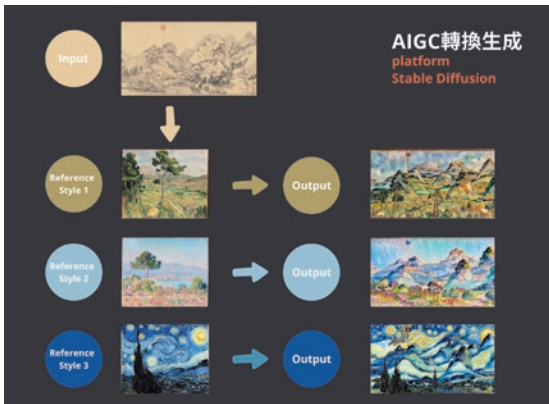 Input
AIGC轉換生成
platform
Stable Diffusion
Reference
Style 1
Output
Reference
Style 2
Output
Reference
Style 3
Output